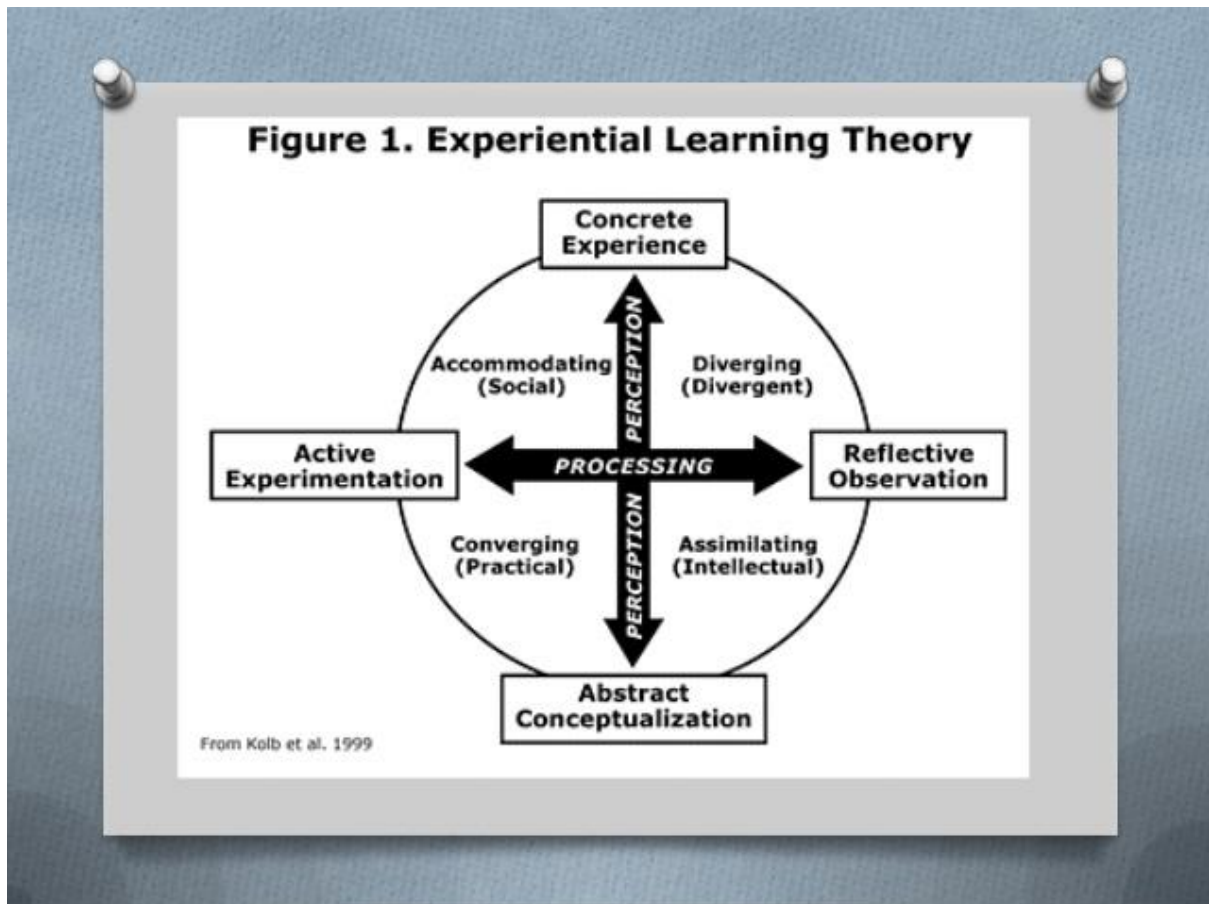 Figure 1. Experiential Learning Theory
Concrete
Experience
PERCEPTION
Accommodating
(Social)
Diverging
(Divergent)
Active
Experimentation
PROCESSING
Reflective
Observation
PERCEPTION
Converging
(Practical)
Assimilating
(Intellectual)
Abstract
Conceptualization
From Kolb et al. 1999